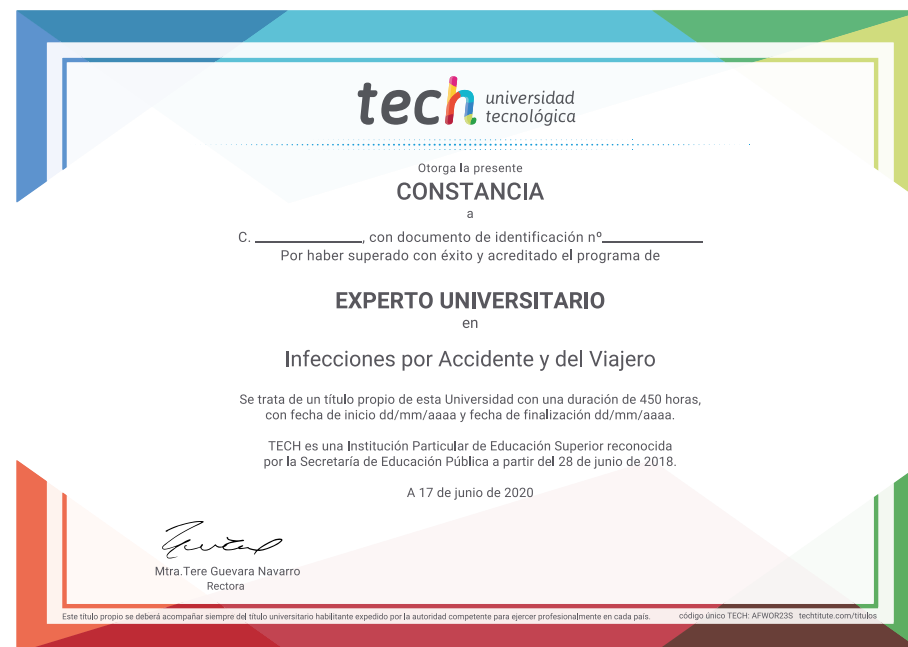 tech universidad
tecnológica
Otorga la presente
CONSTANCIA
a
C. ____________, con documento de identificación nº____________
Por haber superado con éxito y acreditado el programa de
EXPERTO UNIVERSITARIO
en
Infecciones por Accidente y del Viajero
Se trata de un título propio de esta Universidad con una duración de 450 horas,
con fecha de inicio dd/mm/aaaa y fecha de finalización dd/mm/aaaa.
TECH es una Institución Particular de Educación Superior reconocida
por la Secretaría de Educación Pública a partir del 28 de junio de 2018.
A 17 de junio de 2020
Mtra.Tere Guevara Navarro
Rectora
Este título propio se deberá acompañar siempre del título universitario habilitante expedido por la autoridad competente para ejercer profesionalmente en cada país. código único TECH: AFWOR23S techtitute.com/titulos